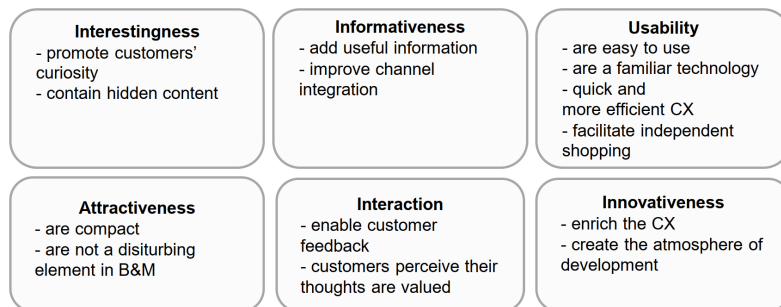 Interestingness
- promote customers'
curiosity
- contain hidden content
Informativeness
- add useful information
- improve channel
integration
Usability
- are easy to use
- are a familiar technology
- quick and
more efficient CX
- facilitate independent
shopping
Attractiveness
- are compact
- are not a disiturbing
element in B&M
Interaction
- enable customer
feedback
- customers perceive their
thoughts are valued
Innovativeness
- enrich the CX
- create the atmosphere of
development